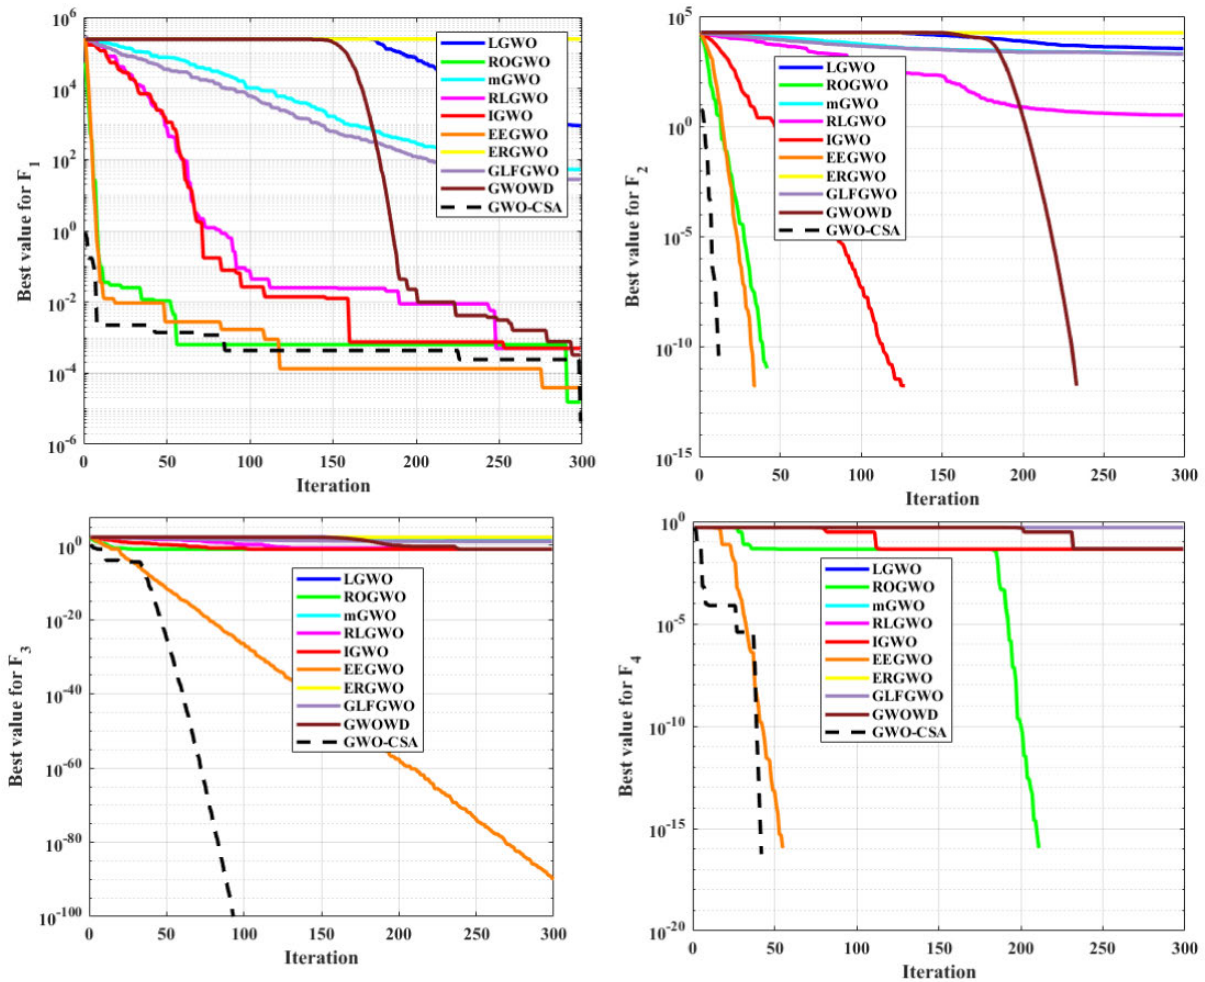 10^6
10^4
10^2
10^0
10^-2
10^-4
10^-6
Best value for F_1
0 50 100 150 200 250 300
Iteration
LGWO
ROGWO
mGWO
RLGWO
IGWO
EEGWO
ERGWO
GLFGWO
GWOWD
GWO-CSA
10^5
10^0
10^-5
10^-10
10^-15
Best value for F_2
0 50 100 150 200 250 300
Iteration
LGWO
ROGWO
mGWO
RLGWO
IGWO
EEGWO
ERGWO
GLFGWO
GWOWD
GWO-CSA
10^0
10^-20
10^-40
10^-60
10^-80
10^-100
Best value for F_3
0 50 100 150 200 250 300
Iteration
LGWO
ROGWO
mGWO
RLGWO
IGWO
EEGWO
ERGWO
GLFGWO
GWOWD
GWO-CSA
10^0
10^-5
10^-10
10^-15
10^-20
Best value for F_4
0 50 100 150 200 250 300
Iteration
LGWO
ROGWO
mGWO
RLGWO
IGWO
EEGWO
ERGWO
GLFGWO
GWOWD
GWO-CSA